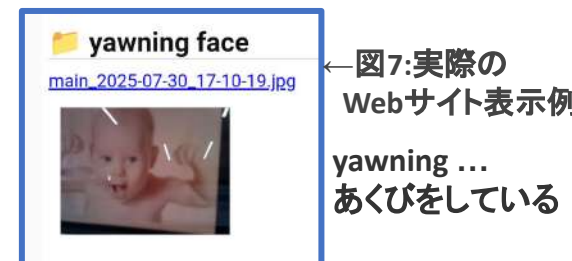 📁 yawning face
main_2025-07-30_17-10-19.jpg
←図7:実際の
Webサイト表示例
yawning …
あくびをしている